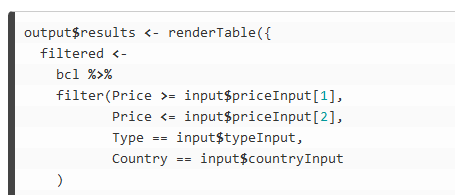 output$results <- renderTable({
  filtered <-
    bcl %>%
    filter(Price >= input$priceInput[1],
           Price <= input$priceInput[2],
           Type == input$typeInput,
           Country == input$countryInput
    )